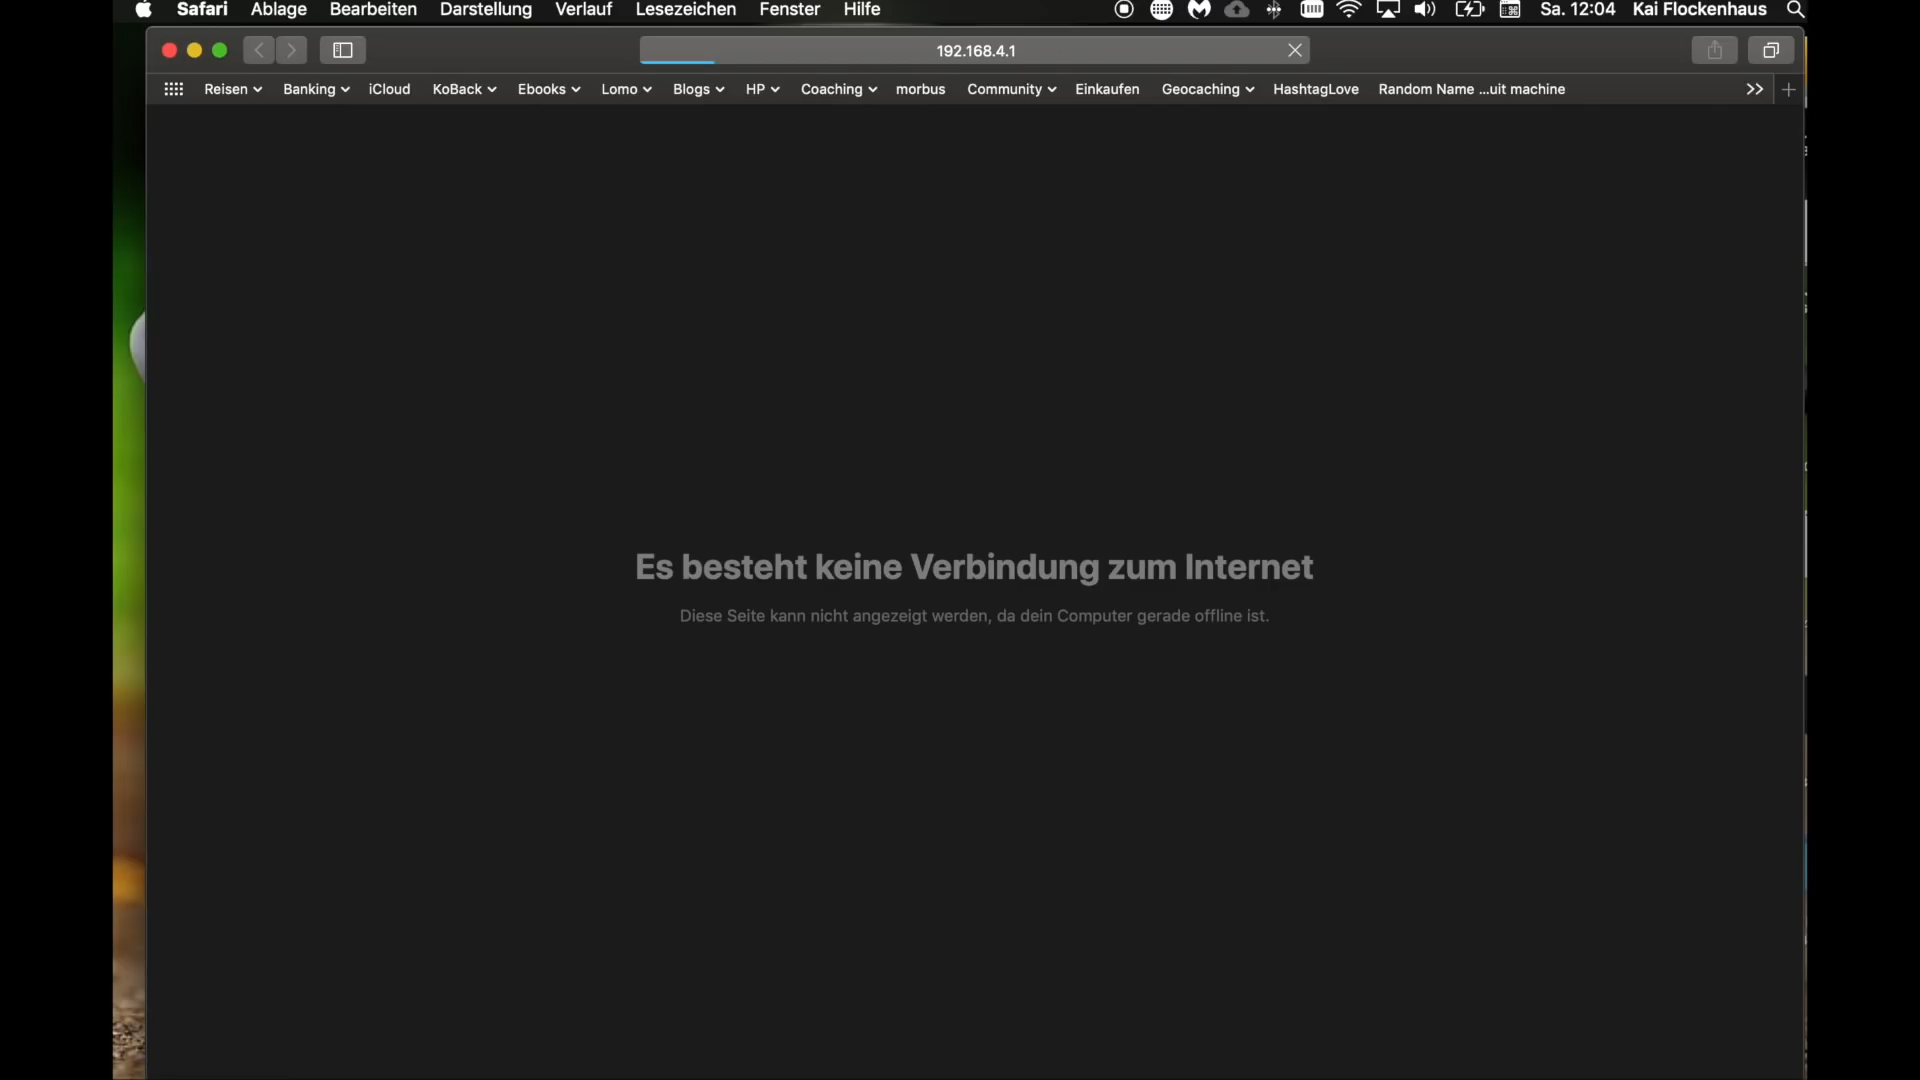 Safari Ablage Bearbeiten Darstellung Verlauf Lesezeichen Fenster Hilfe Sa. 12:04 Kai Flockenhaus
192.168.4.1
Reisen Banking iCloud KoBack Ebooks Lomo Blogs HP Coaching morbus Community Einkaufen Geocaching HashtagLove Random Name ...uit machine
Es besteht keine Verbindung zum Internet
Diese Seite kann nicht angezeigt werden, da dein Computer gerade offline ist.